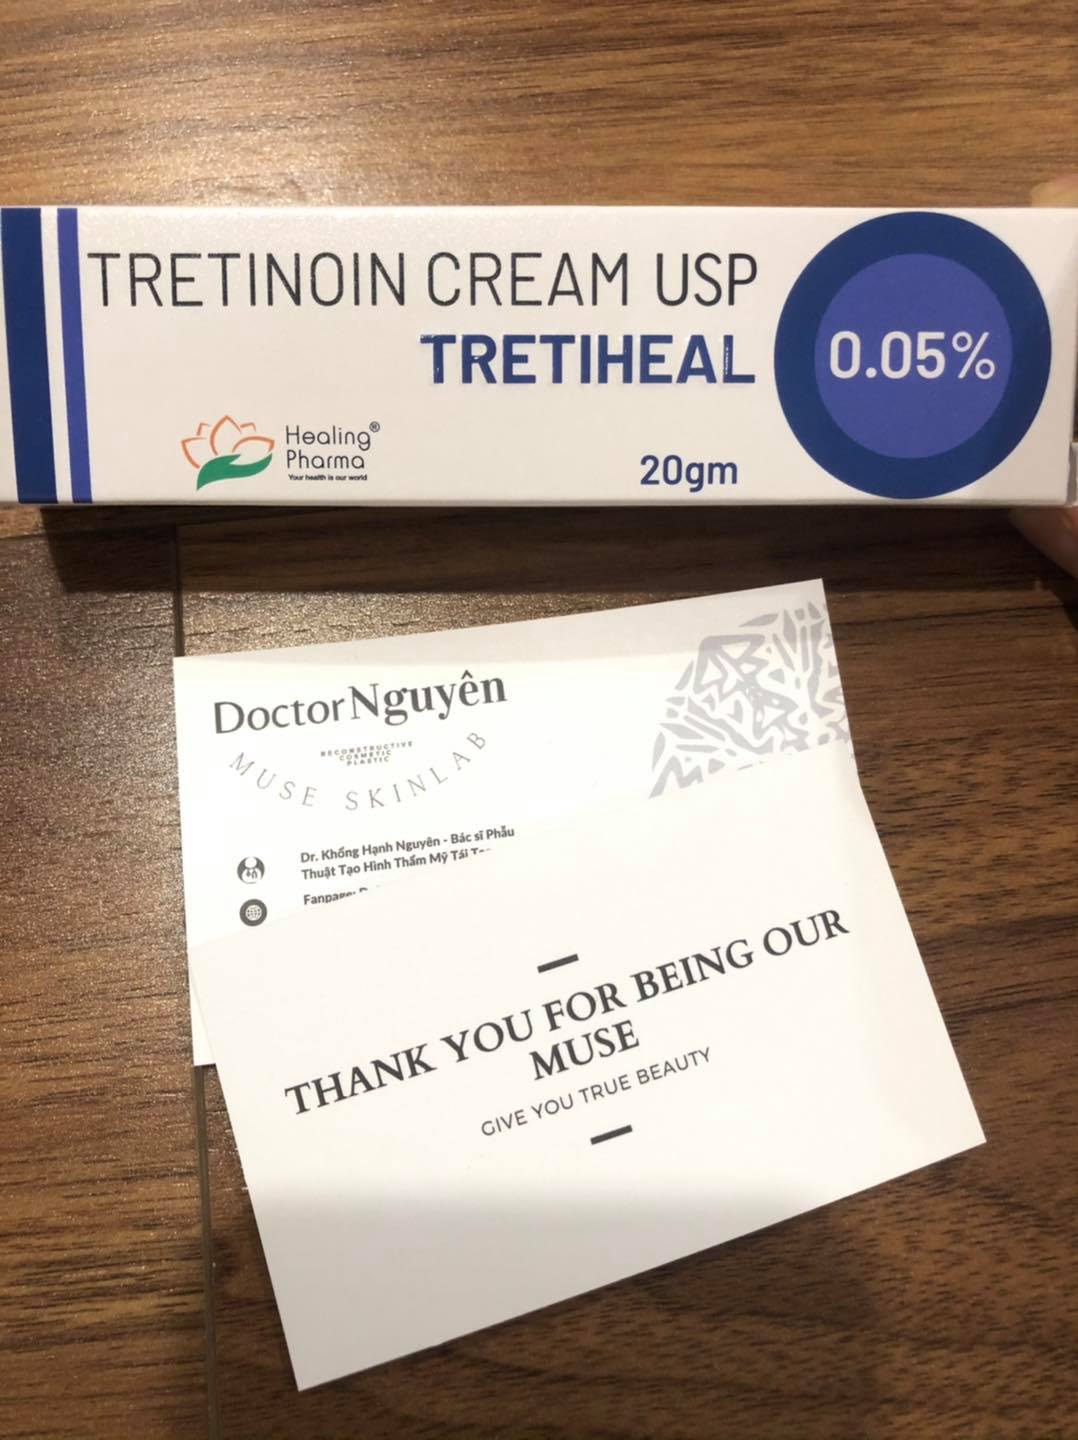 TRETINOIN CREAM USP
TRETIHEAL
0.05%
Healing®
Pharma
Your health is our world
20gm
DoctorNguyên
RECONSTRUCTIVE
COSMETIC
PLASTIC
MUSE SKINLAB
Dr. Khổng Hạnh Nguyên - Bác sĩ Phẫu
Thuật Tạo Hình Thẩm Mỹ Tái
Fanpage:
THANK YOU FOR BEING OUR
MUSE
GIVE YOU TRUE BEAUTY